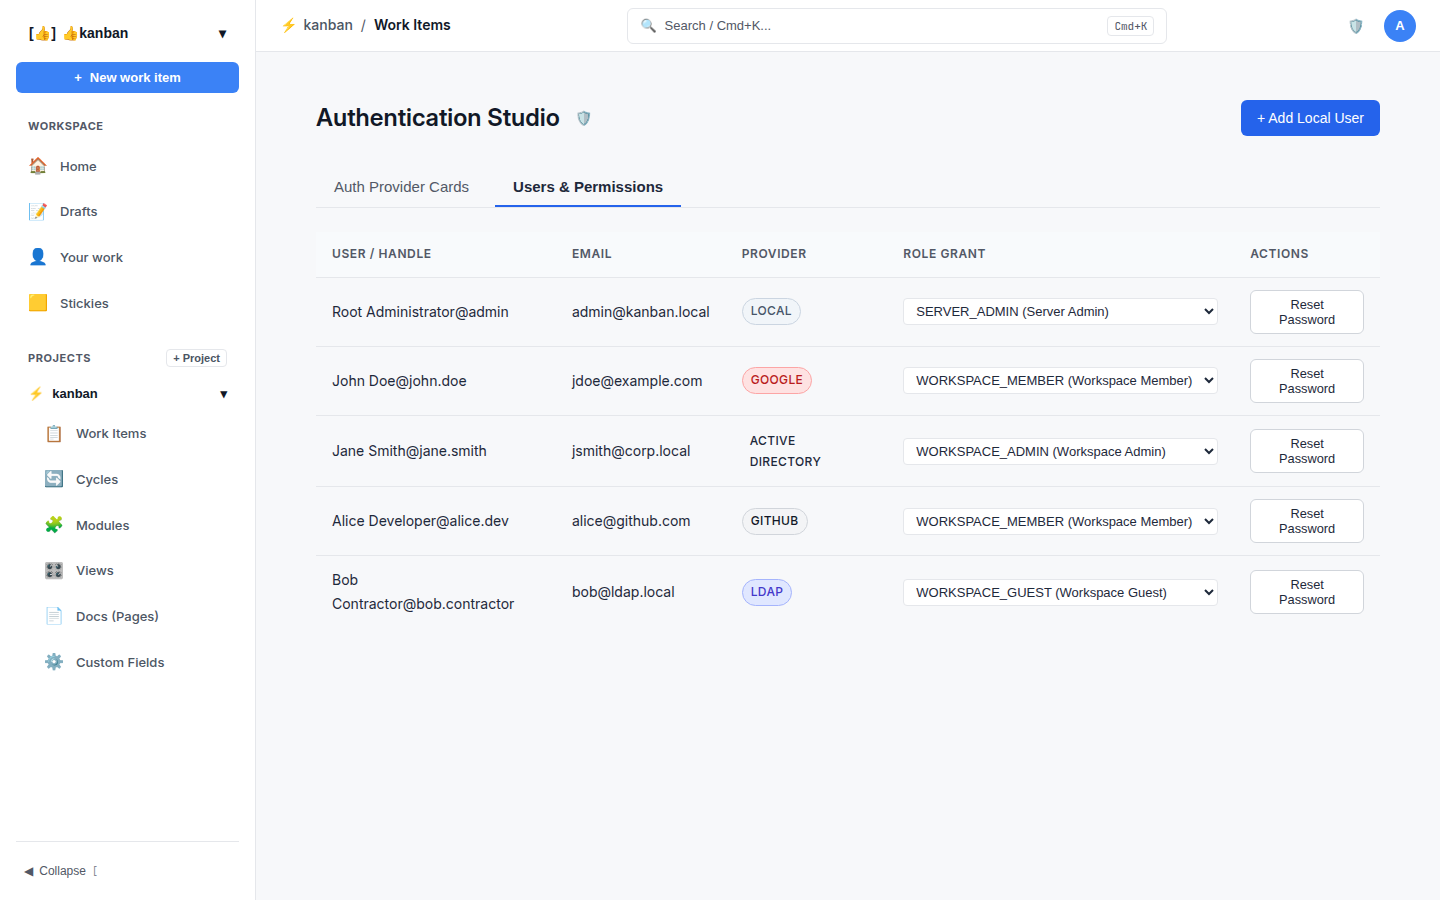 [👍] 👍kanban ▼
+ New work item
WORKSPACE
🏠 Home
📝 Drafts
👤 Your work
🟨 Stickies
PROJECTS + Project
⚡ kanban ▼
📋 Work Items
🔄 Cycles
🧩 Modules
🎛️ Views
📄 Docs (Pages)
⚙️ Custom Fields
◀ Collapse [
⚡ kanban / Work Items
🔍 Search / Cmd+K... Cmd+K
🛡️ A
Authentication Studio 🛡️
+ Add Local User
Auth Provider Cards Users & Permissions
USER / HANDLE EMAIL PROVIDER ROLE GRANT ACTIONS
Root Administrator@admin admin@kanban.local LOCAL SERVER_ADMIN (Server Admin) Reset
Password
John Doe@john.doe jdoe@example.com GOOGLE WORKSPACE_MEMBER (Workspace Member) Reset
Password
Jane Smith@jane.smith jsmith@corp.local ACTIVE
DIRECTORY WORKSPACE_ADMIN (Workspace Admin) Reset
Password
Alice Developer@alice.dev alice@github.com GITHUB WORKSPACE_MEMBER (Workspace Member) Reset
Password
Bob
Contractor@bob.contractor bob@ldap.local LDAP WORKSPACE_GUEST (Workspace Guest) Reset
Password